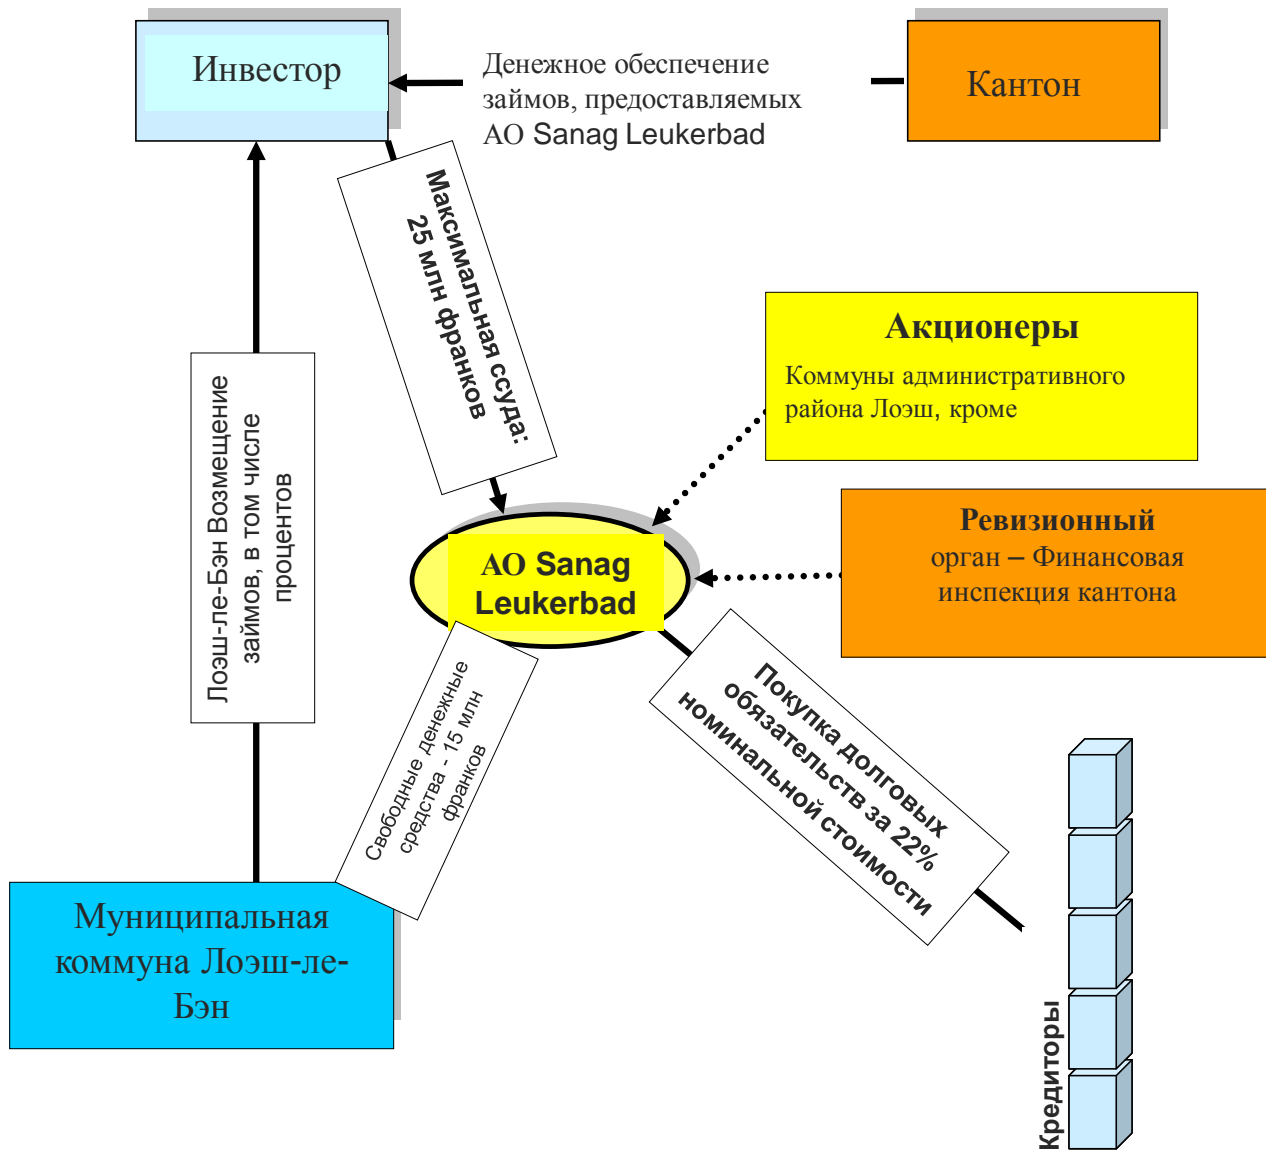 Инвестор
Денежное обеспечение
займов, предоставляемых
АО Sanag Leukerbad
Кантон
Максимальная ссуда:
25 млн франков
Акционеры
Коммуны административного
района Лоэш, кроме
Лоэш-ле-Бэн Возмещение
займов, в том числе
процентов
Ревизионный
орган – Финансовая
инспекция кантона
АО Sanag
Leukerbad
Свободные денежные
средства - 15 млн
франков
Покупка долговых
обязательств за 22%
номинальной стоимости
Муниципальная
коммуна Лоэш-ле-
Бэн
Кредиторы